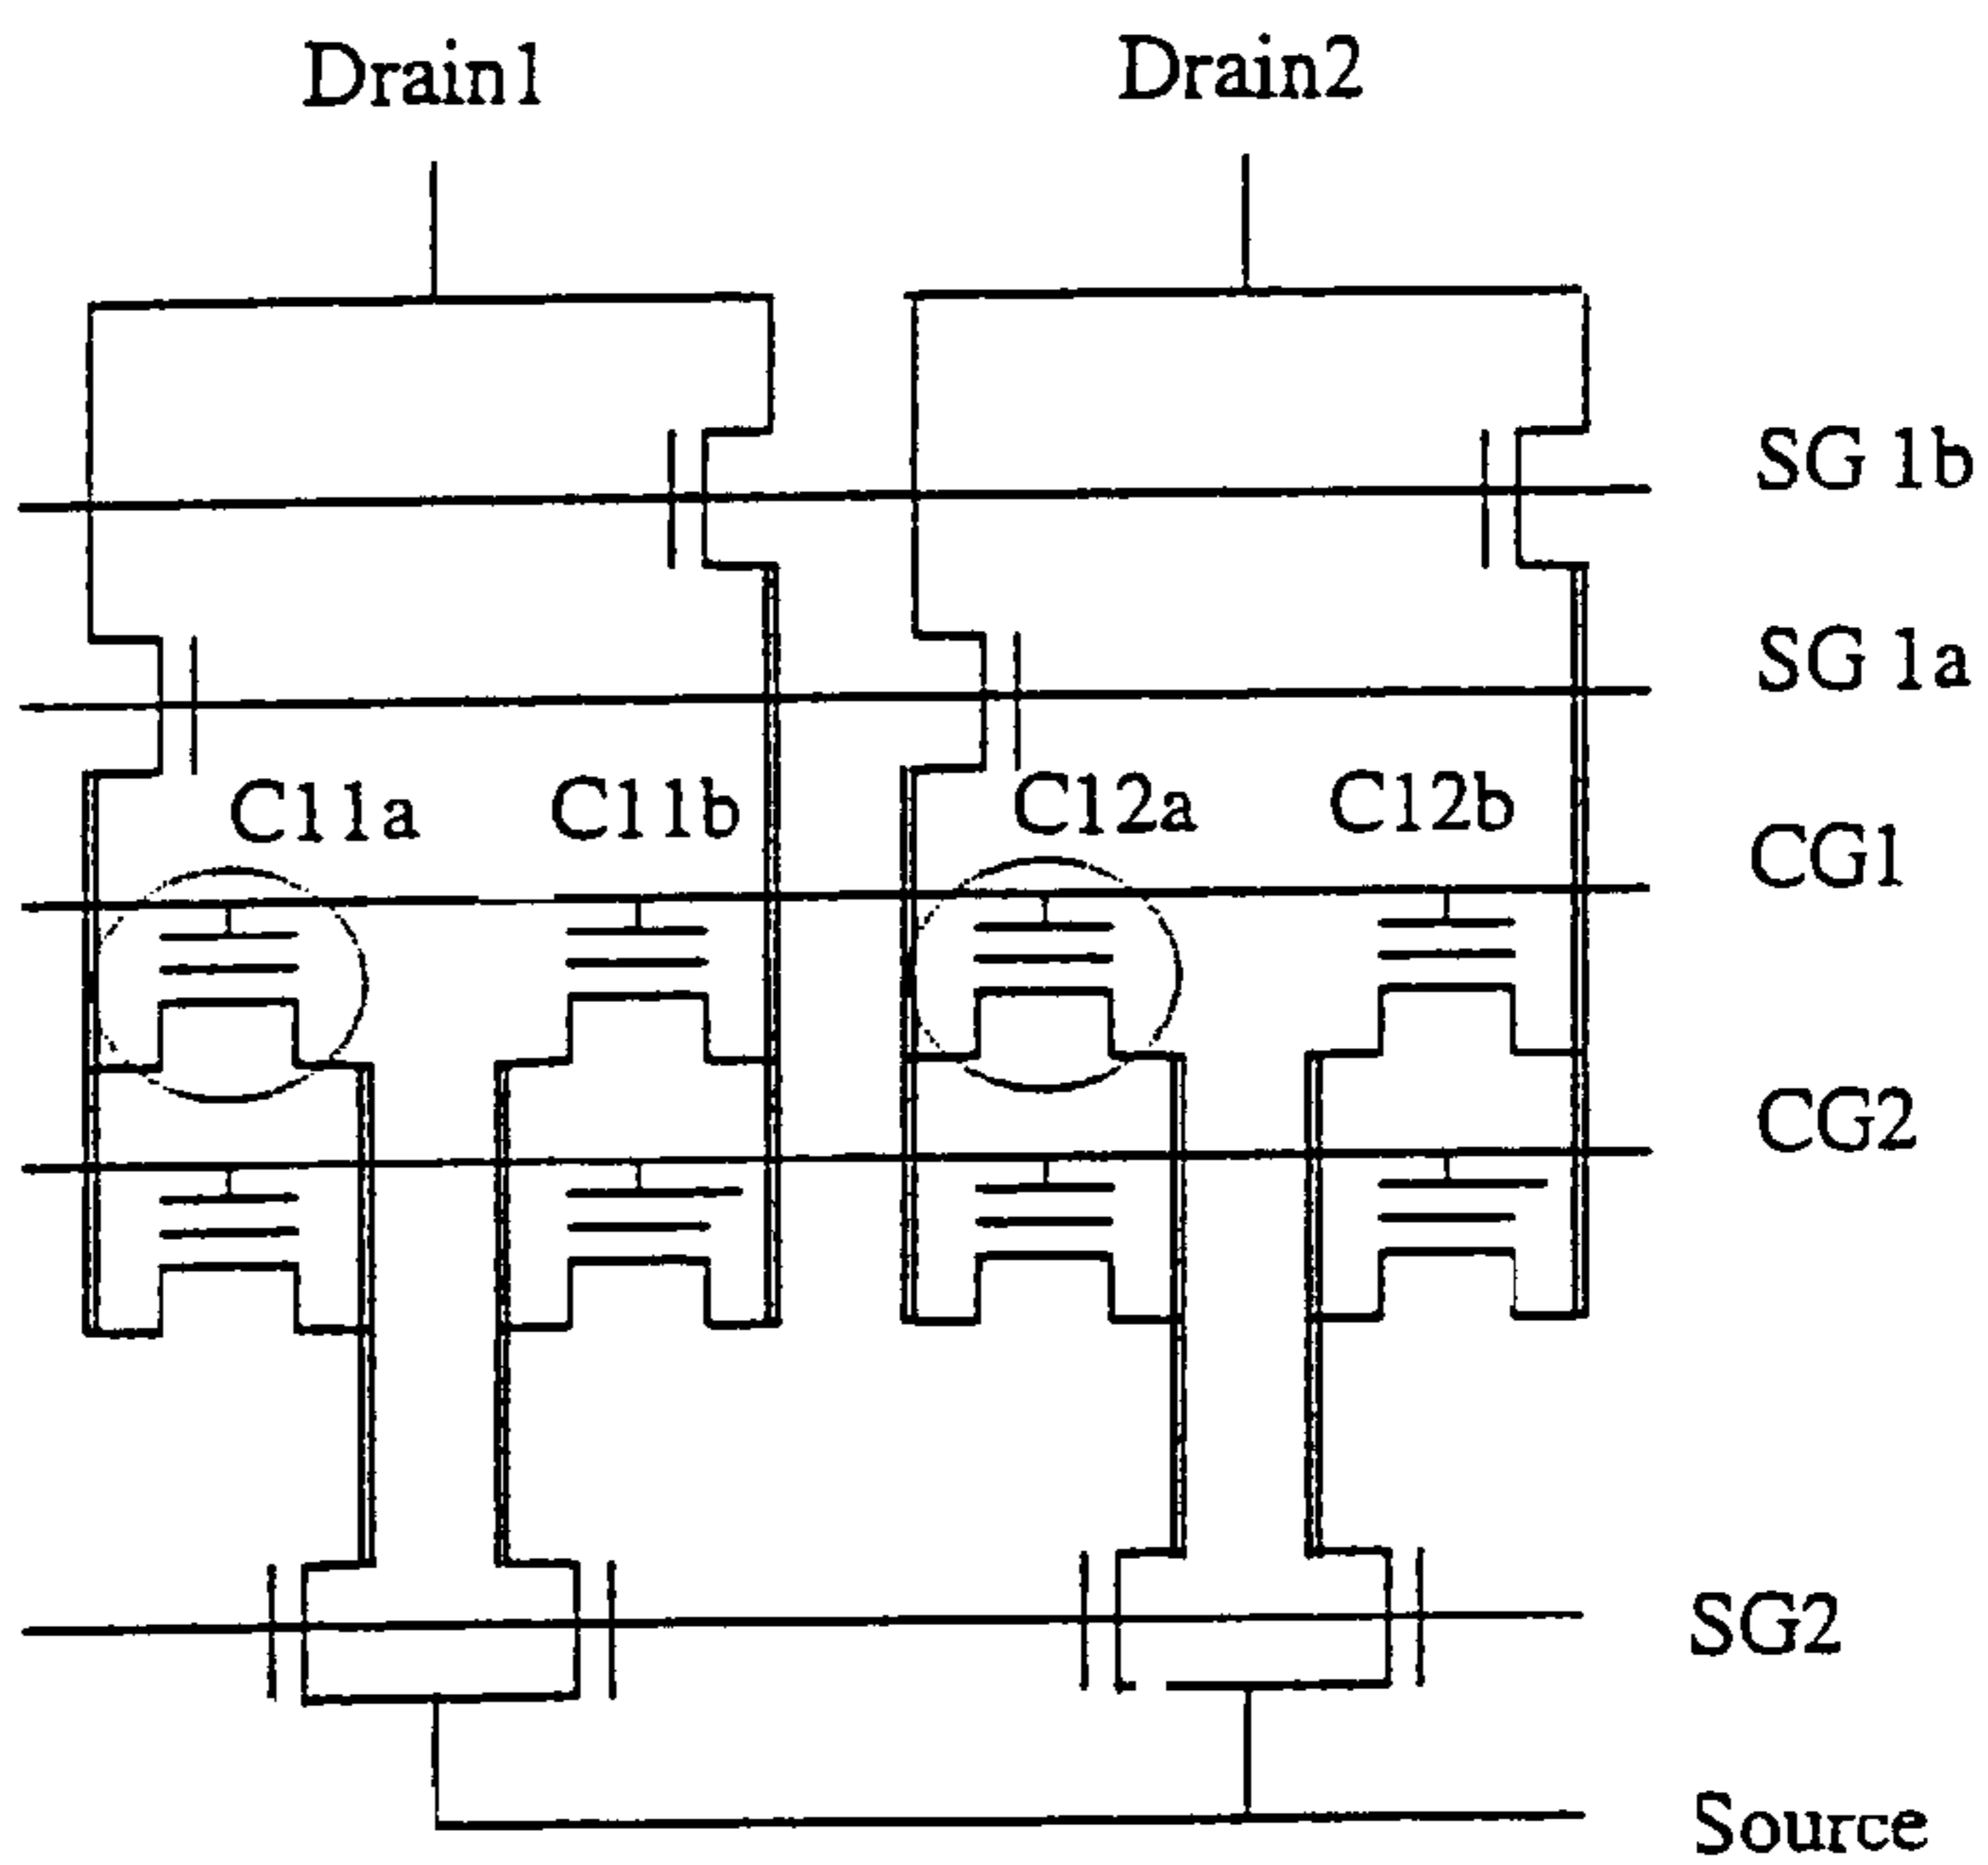 Drain1
Drain2
SG 1b
SG 1a
C11a
C11b
C12a
C12b
CG1
CG2
SG2
Source